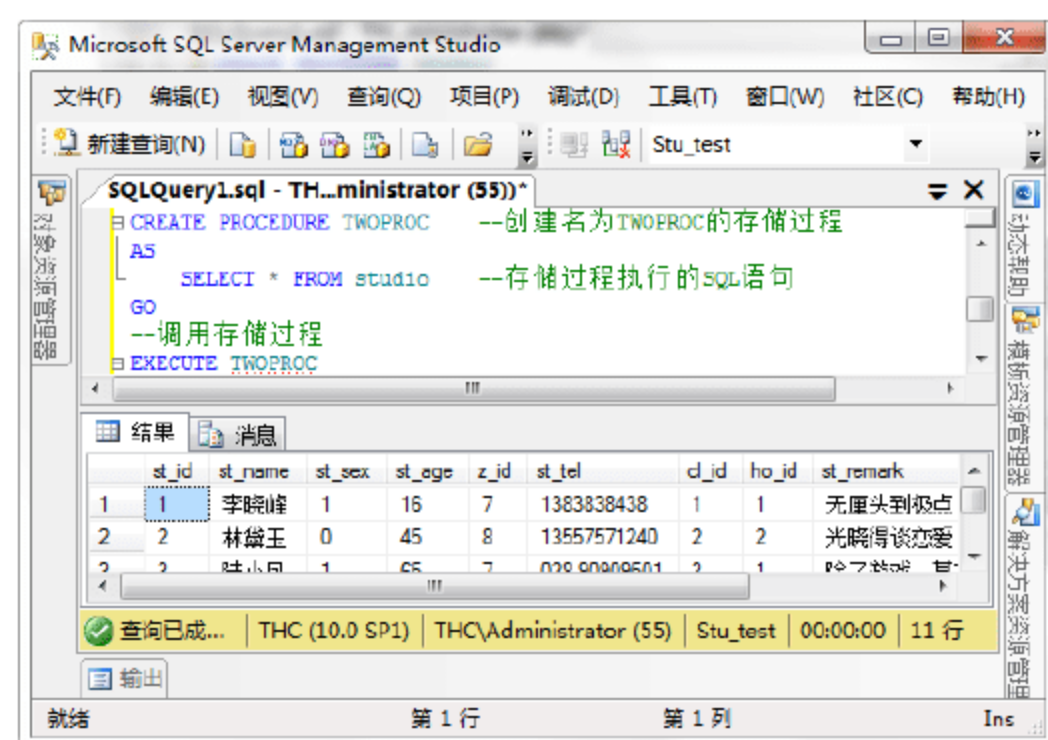 Microsoft SQL Server Management Studio
文件(F) 编辑(E) 视图(V) 查询(Q) 项目(P) 调试(D) 工具(T) 窗口(W) 社区(C) 帮助(H)
新建查询(N) Stu_test
SQLQuery1.sql - TH...ministrator (55))*
CREATE PROCEDURE TWOPROC --创建名为TWOPROC的存储过程
AS
SELECT * FROM studio --存储过程执行的SQL语句
GO
--调用存储过程
EXECUTE TWOPROC
对象资源管理器
动态帮助
模板资源管理器
解决方案资源管理
结果 消息
st_id st_name st_sex st_age z_id st_tel cl_id ho_id st_remark
1 1 李晓峰 1 16 7 1383838438 1 1 无厘头到极点
2 2 林黛玉 0 45 8 13557571240 2 2 光晓得谈恋爱
查询已成... THC (10.0 SP1) THC\Administrator (55) Stu_test 00:00:00 11 行
输出
就绪 第 1 行 第 1 列 Ins